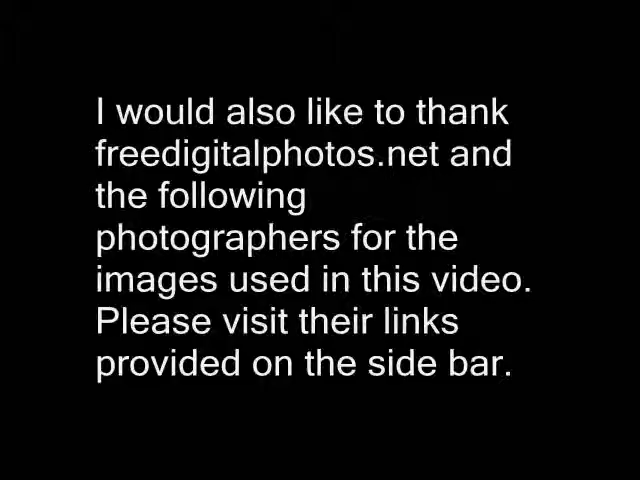 I would also like to thank
freedigitalphotos.net and
the following
photographers for the
images used in this video.
Please visit their links
provided on the side bar.